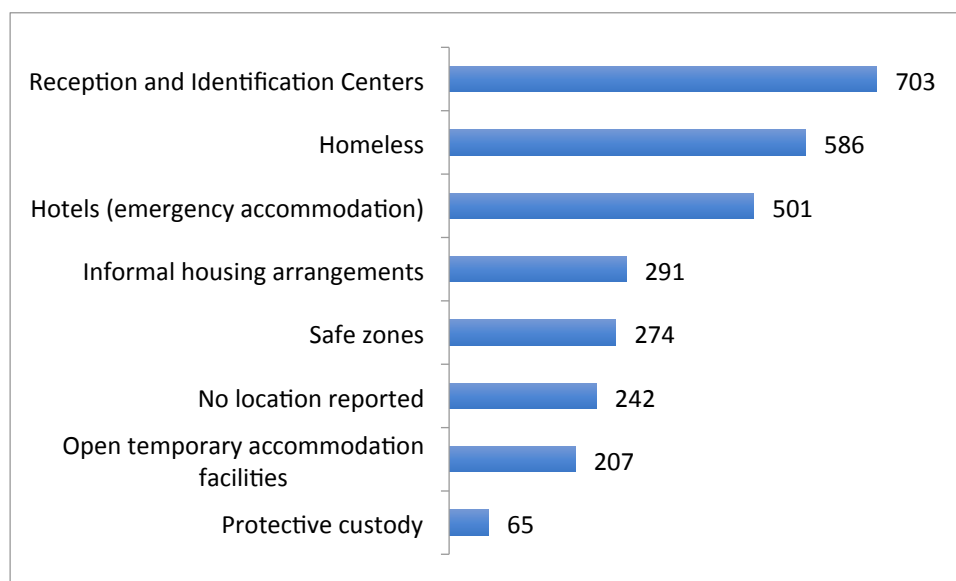 Reception and Identification Centers 703
Homeless 586
Hotels (emergency accommodation) 501
Informal housing arrangements 291
Safe zones 274
No location reported 242
Open temporary accommodation
facilities 207
Protective custody 65